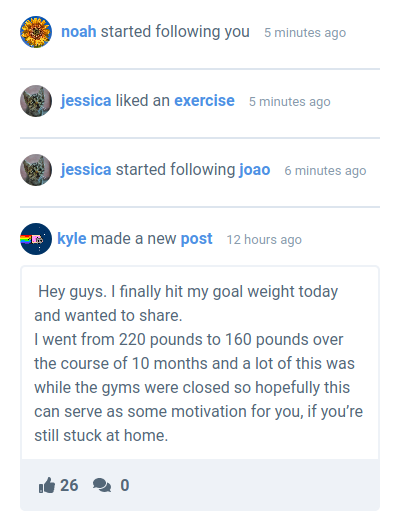 noah started following you 5 minutes ago
jessica liked an exercise 5 minutes ago
jessica started following joao 6 minutes ago
kyle made a new post 12 hours ago
Hey guys. I finally hit my goal weight today
and wanted to share.
I went from 220 pounds to 160 pounds over
the course of 10 months and a lot of this was
while the gyms were closed so hopefully this
can serve as some motivation for you, if you’re
still stuck at home.
26 0